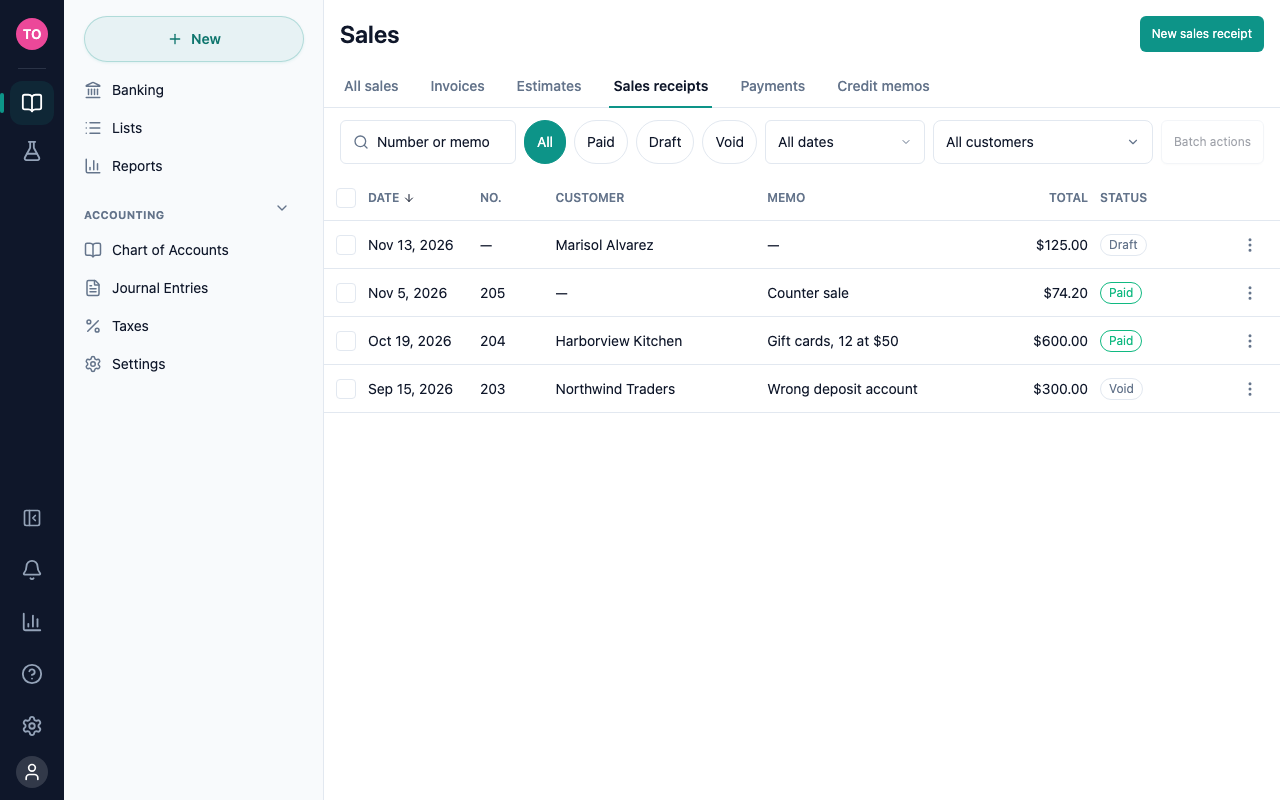 TO
New
Banking
Lists
Reports
ACCOUNTING
Chart of Accounts
Journal Entries
Taxes
Settings
Sales
New sales receipt
All sales Invoices Estimates Sales receipts Payments Credit memos
Number or memo All Paid Draft Void All dates All customers Batch actions
DATE NO. CUSTOMER MEMO TOTAL STATUS
Nov 13, 2026 — Marisol Alvarez — $125.00 Draft
Nov 5, 2026 205 — Counter sale $74.20 Paid
Oct 19, 2026 204 Harborview Kitchen Gift cards, 12 at $50 $600.00 Paid
Sep 15, 2026 203 Northwind Traders Wrong deposit account $300.00 Void